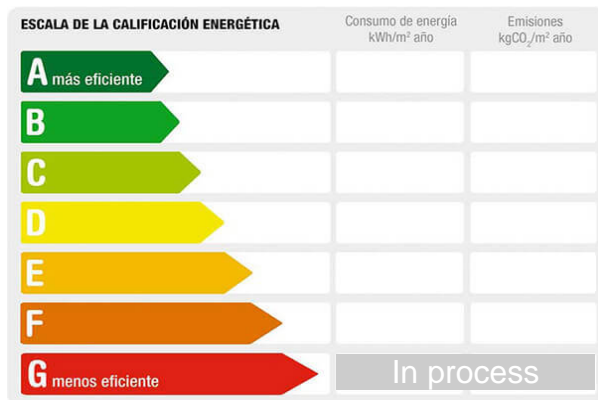 ESCALA DE LA CALIFICACIÓN ENERGÉTICA
Consumo de energía
kWh/m² año
Emisiones
kgCO₂/m² año
A más eficiente
B
C
D
E
F
G menos eficiente
In process